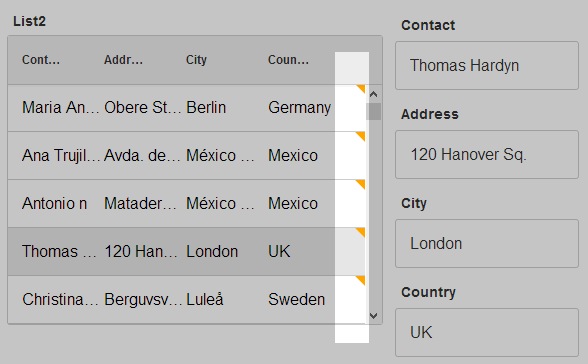 List2
Cont… Addr… City Coun…
Maria An… Obere St… Berlin Germany
Ana Trujil… Avda. de… México … Mexico
Antonio n Matader… México … Mexico
Thomas … 120 Han… London UK
Christina… Berguvsv… Luleå Sweden
Contact
Thomas Hardyn
Address
120 Hanover Sq.
City
London
Country
UK